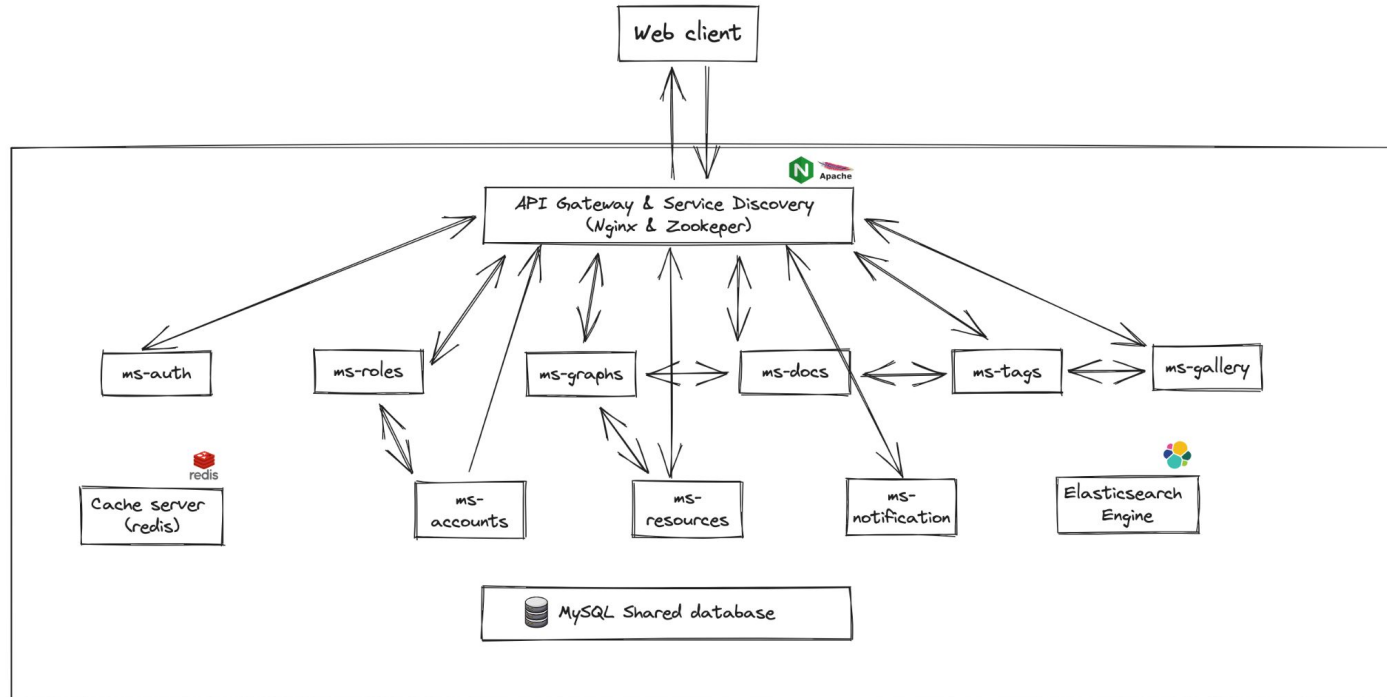 Web client
N
Apache
API Gateway & Service Discovery
(Nginx & Zookeper)
ms-auth
ms-roles
ms-graphs
ms-docs
ms-tags
ms-gallery
redis
Cache server
(redis)
ms-
accounts
ms-
resources
ms-
notification
Elasticsearch
Engine
MySQL Shared database